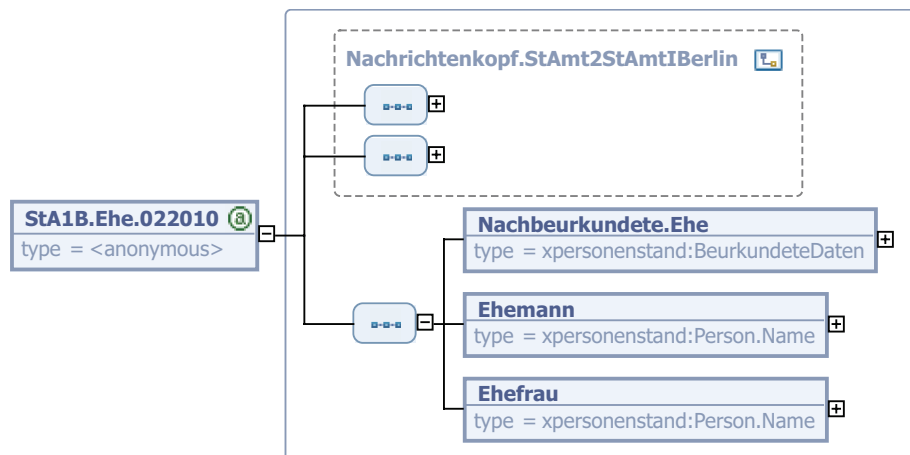 Nachrichtenkopf.StAmt2StAmtIBerlin
StA1B.Ehe.022010 a
type = <anonymous>
Nachbeurkundete.Ehe
type = xpersonenstand:BeurkundeteDaten
Ehemann
type = xpersonenstand:Person.Name
Ehefrau
type = xpersonenstand:Person.Name